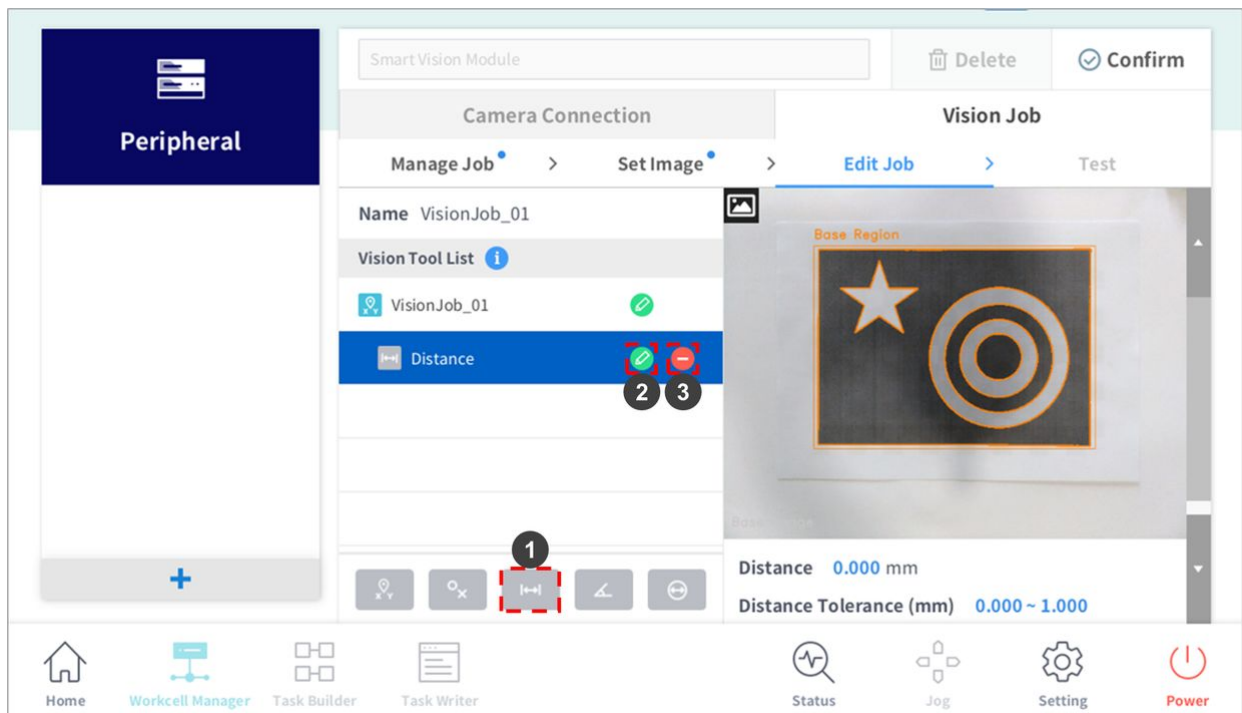 Peripheral
+
Smart Vision Module
Delete
Confirm
Camera Connection
Vision Job
Manage Job
>
Set Image
>
Edit Job
>
Test
Name VisionJob_01
Vision Tool List i
VisionJob_01
Distance
2
3
1
Base Region
Distance 0.000 mm
Distance Tolerance (mm) 0.000 ~ 1.000
Home
Workcell Manager
Task Builder
Task Writer
Status
Jog
Setting
Power